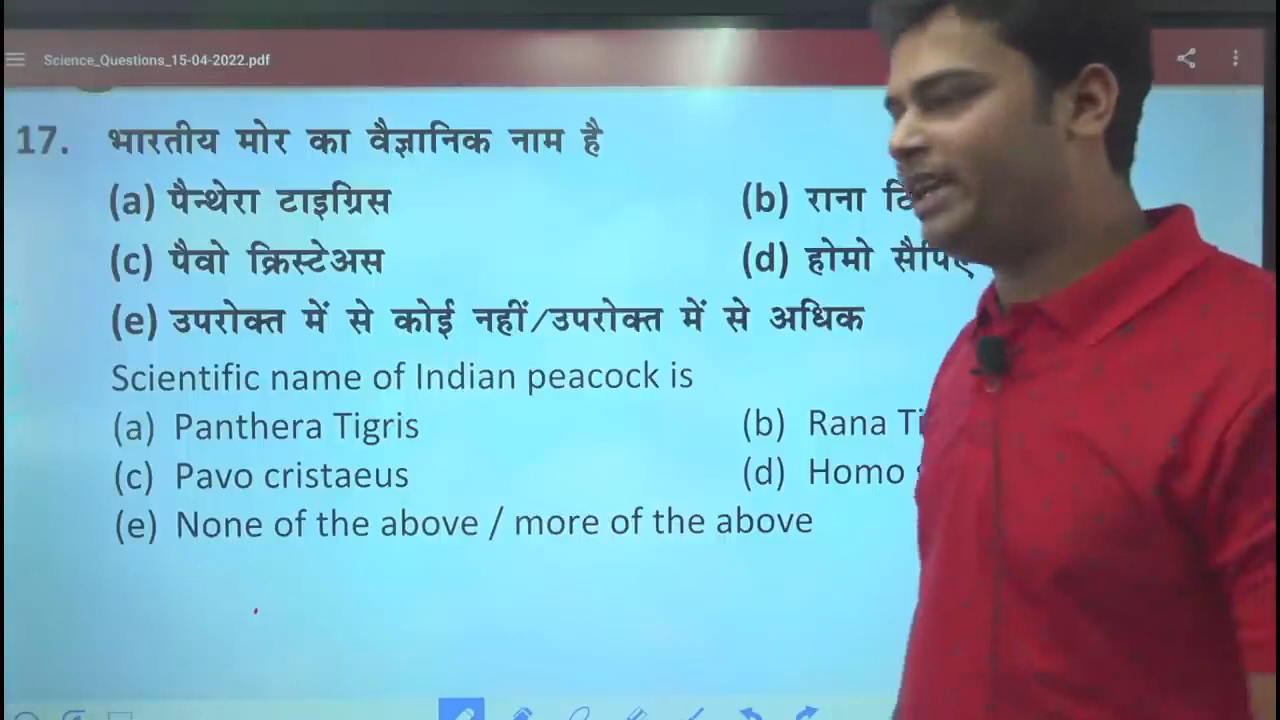 Science_Questions_15-04-2022.pdf
17. भारतीय मोर का वैज्ञानिक नाम है
(a) पैन्थेरा टाइग्रिस (b) राना
(c) पैवो क्रिस्टेअस (d) होमो
(e) उपरोक्त में से कोई नहीं/उपरोक्त में से अधिक
Scientific name of Indian peacock is
(a) Panthera Tigris (b) Rana
(c) Pavo cristaeus (d) Homo
(e) None of the above / more of the above